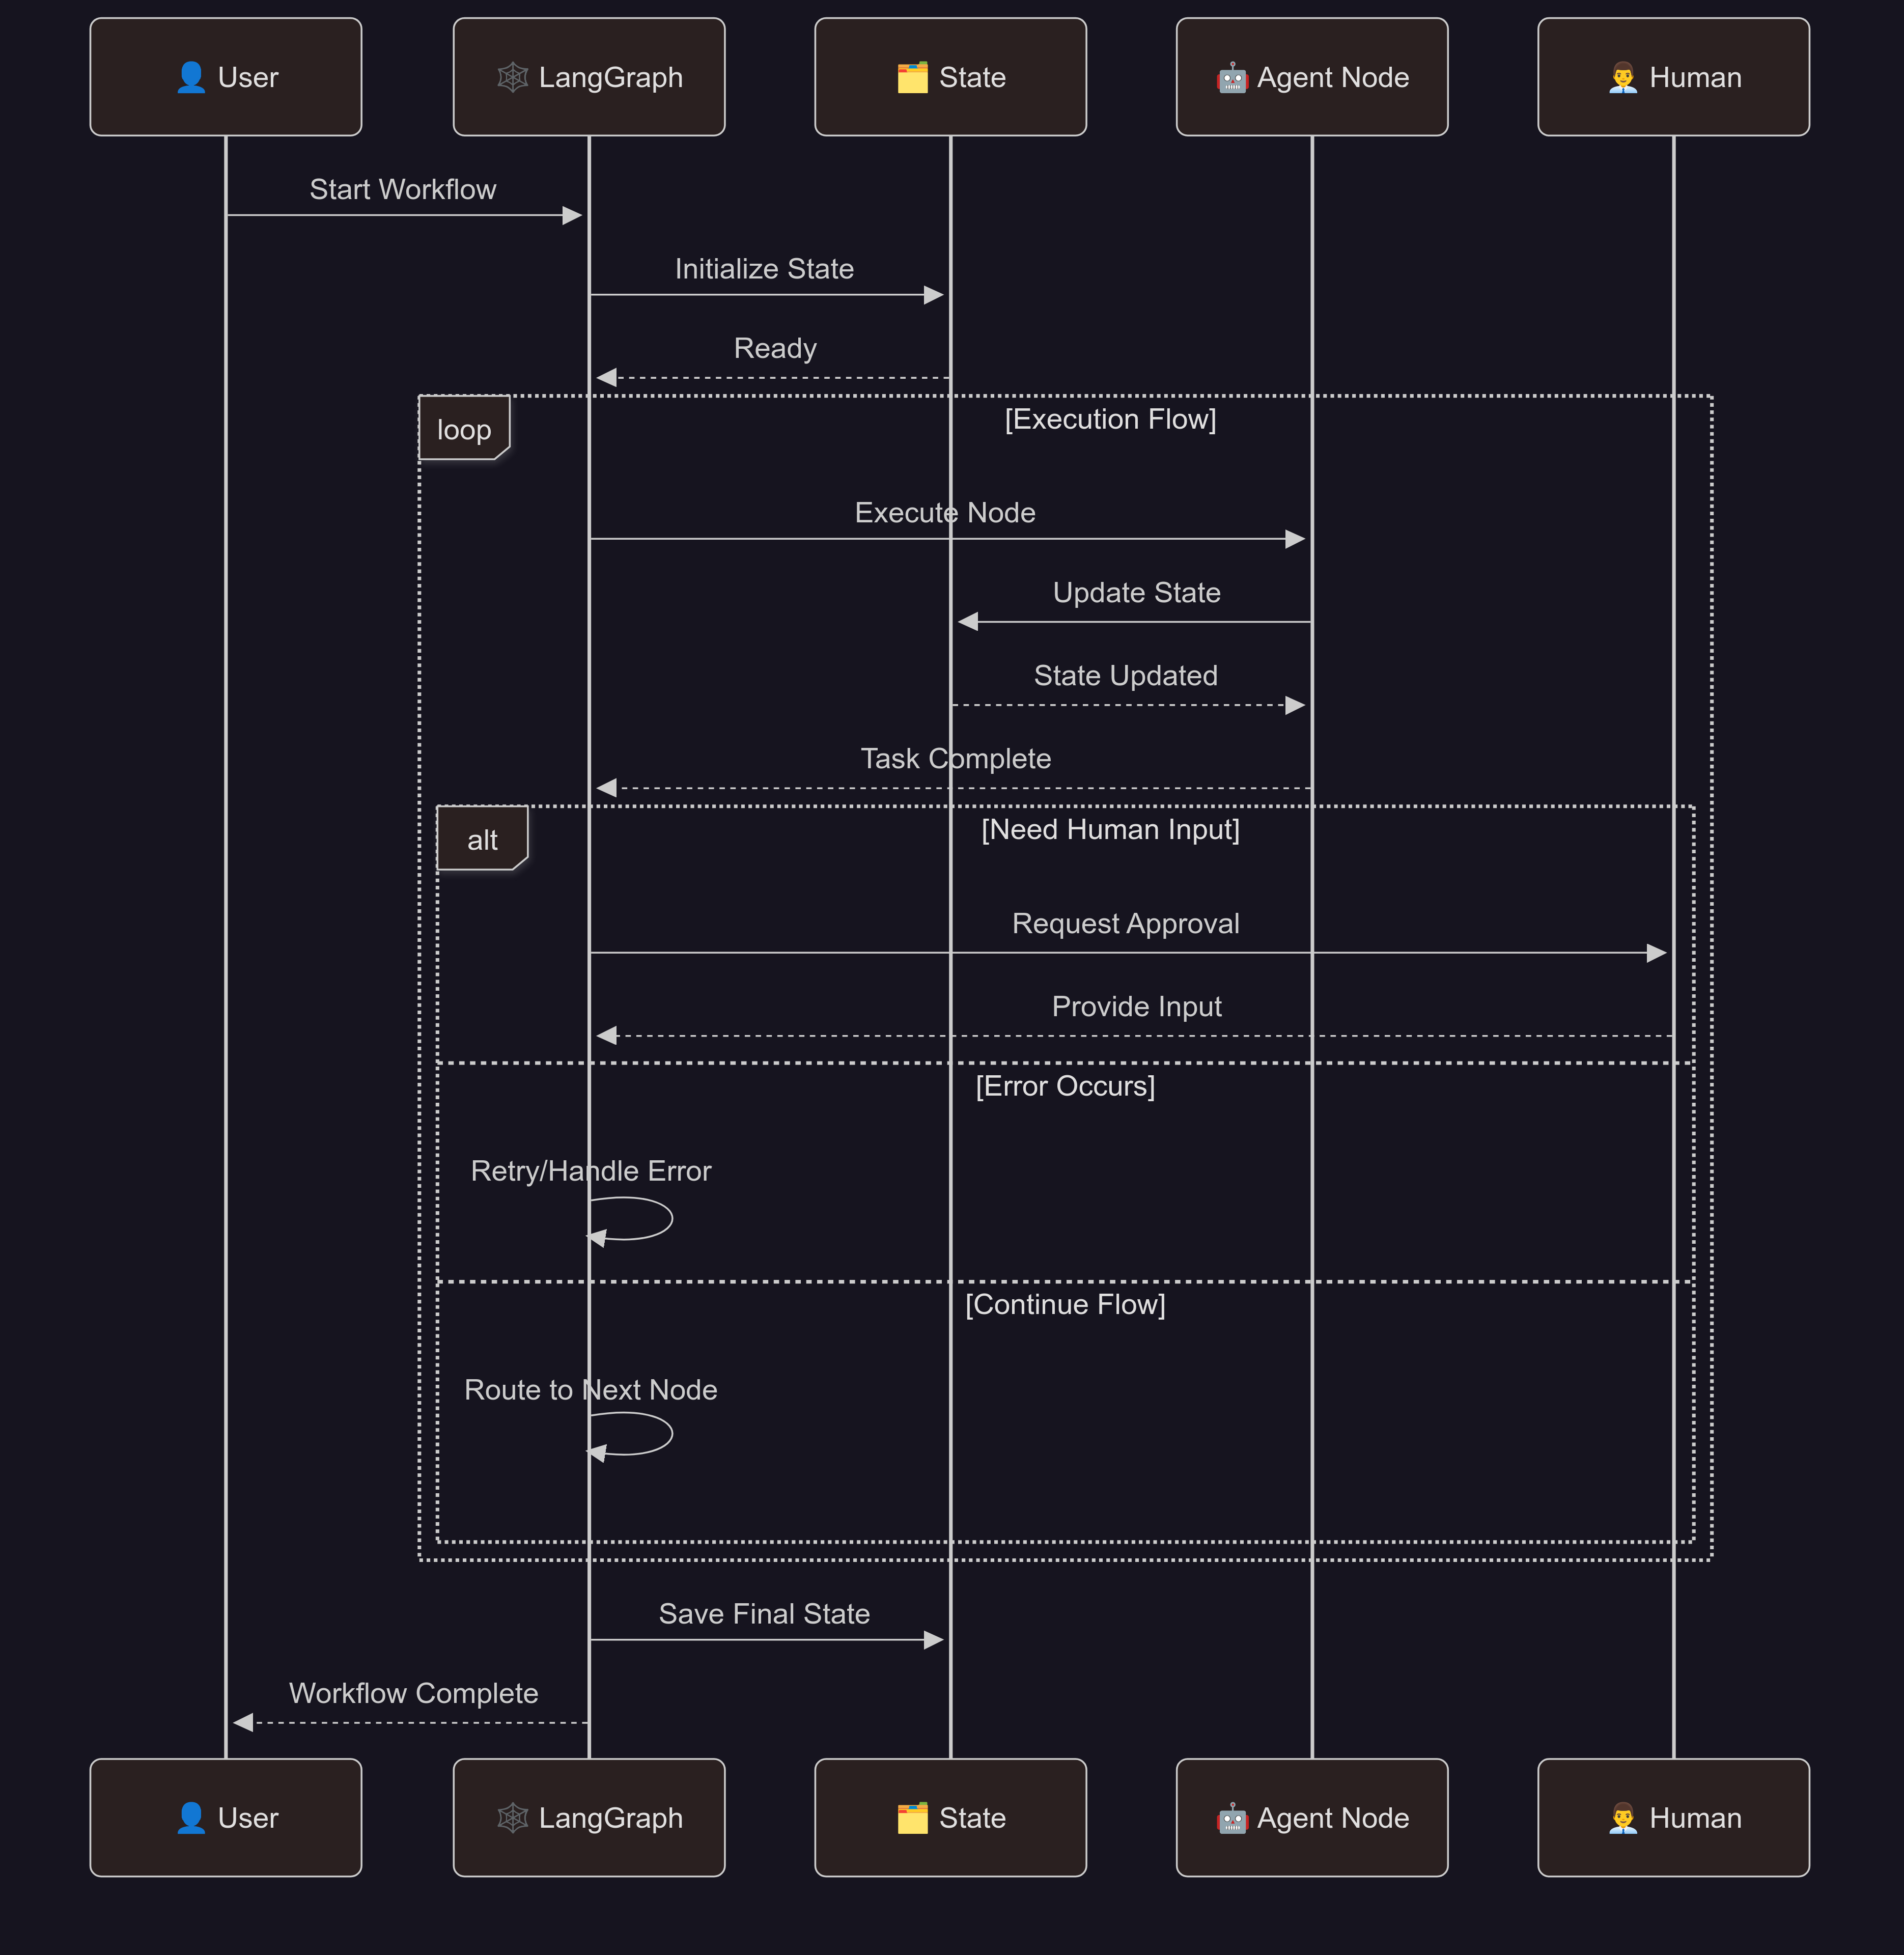 User
LangGraph
State
Agent Node
Human
Start Workflow
Initialize State
Ready
loop
[Execution Flow]
Execute Node
Update State
State Updated
Task Complete
alt
[Need Human Input]
Request Approval
Provide Input
[Error Occurs]
Retry/Handle Error
[Continue Flow]
Route to Next Node
Save Final State
Workflow Complete
User
LangGraph
State
Agent Node
Human